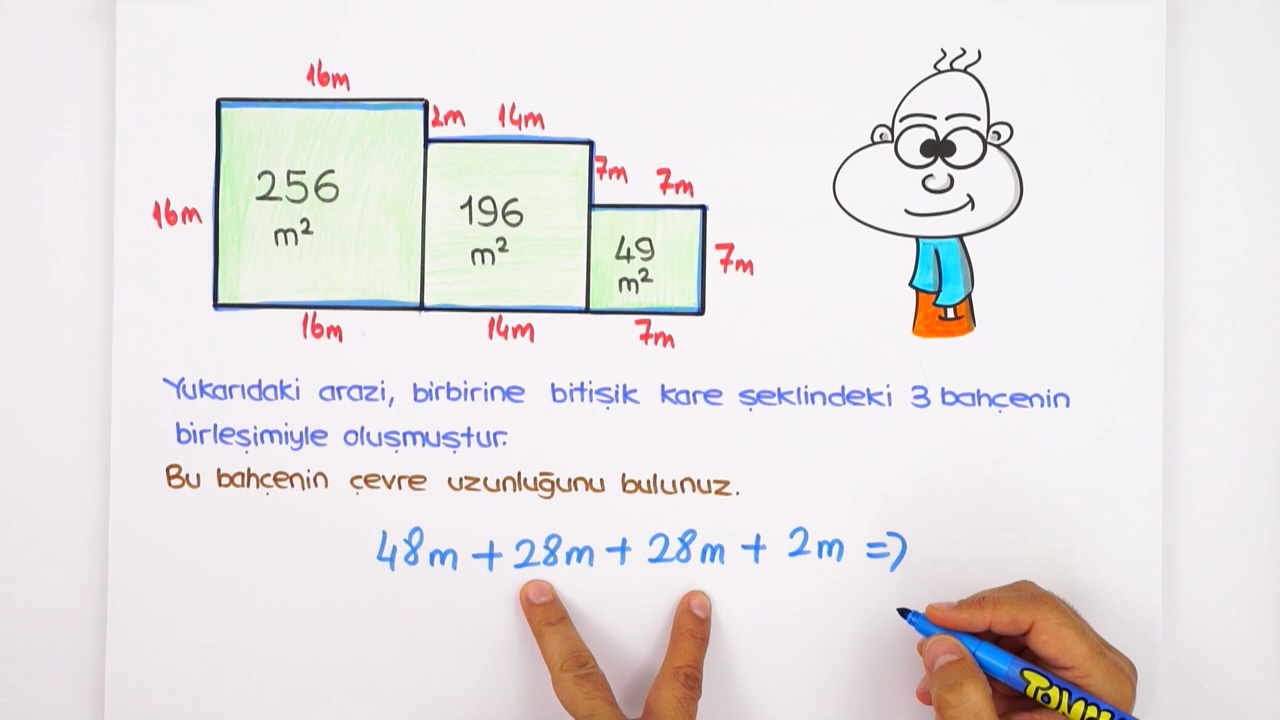 16m
2m 14m
7m 7m
256
m²
16m
196
m²
49
m²
7m
16m 14m 7m
Yukarıdaki arazi, birbirine bitişik kare şeklindeki 3 bahçenin
birleşimiyle oluşmuştur.
Bu bahçenin çevre uzunluğunu bulunuz.
48m + 28m + 28m + 2m =>